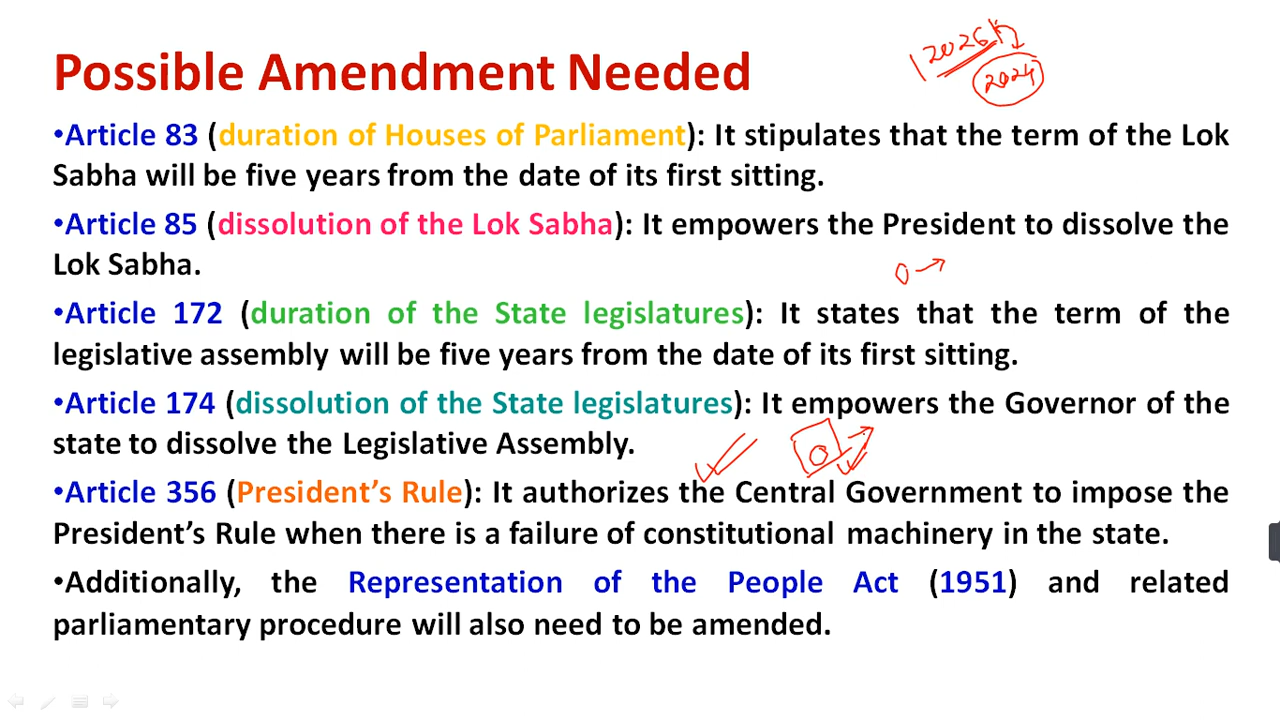 Possible Amendment Needed
2026
2024
•Article 83 (duration of Houses of Parliament): It stipulates that the term of the Lok
Sabha will be five years from the date of its first sitting.
•Article 85 (dissolution of the Lok Sabha): It empowers the President to dissolve the
Lok Sabha.
•Article 172 (duration of the State legislatures): It states that the term of the
legislative assembly will be five years from the date of its first sitting.
•Article 174 (dissolution of the State legislatures): It empowers the Governor of the
state to dissolve the Legislative Assembly.
•Article 356 (President’s Rule): It authorizes the Central Government to impose the
President’s Rule when there is a failure of constitutional machinery in the state.
•Additionally, the Representation of the People Act (1951) and related
parliamentary procedure will also need to be amended.